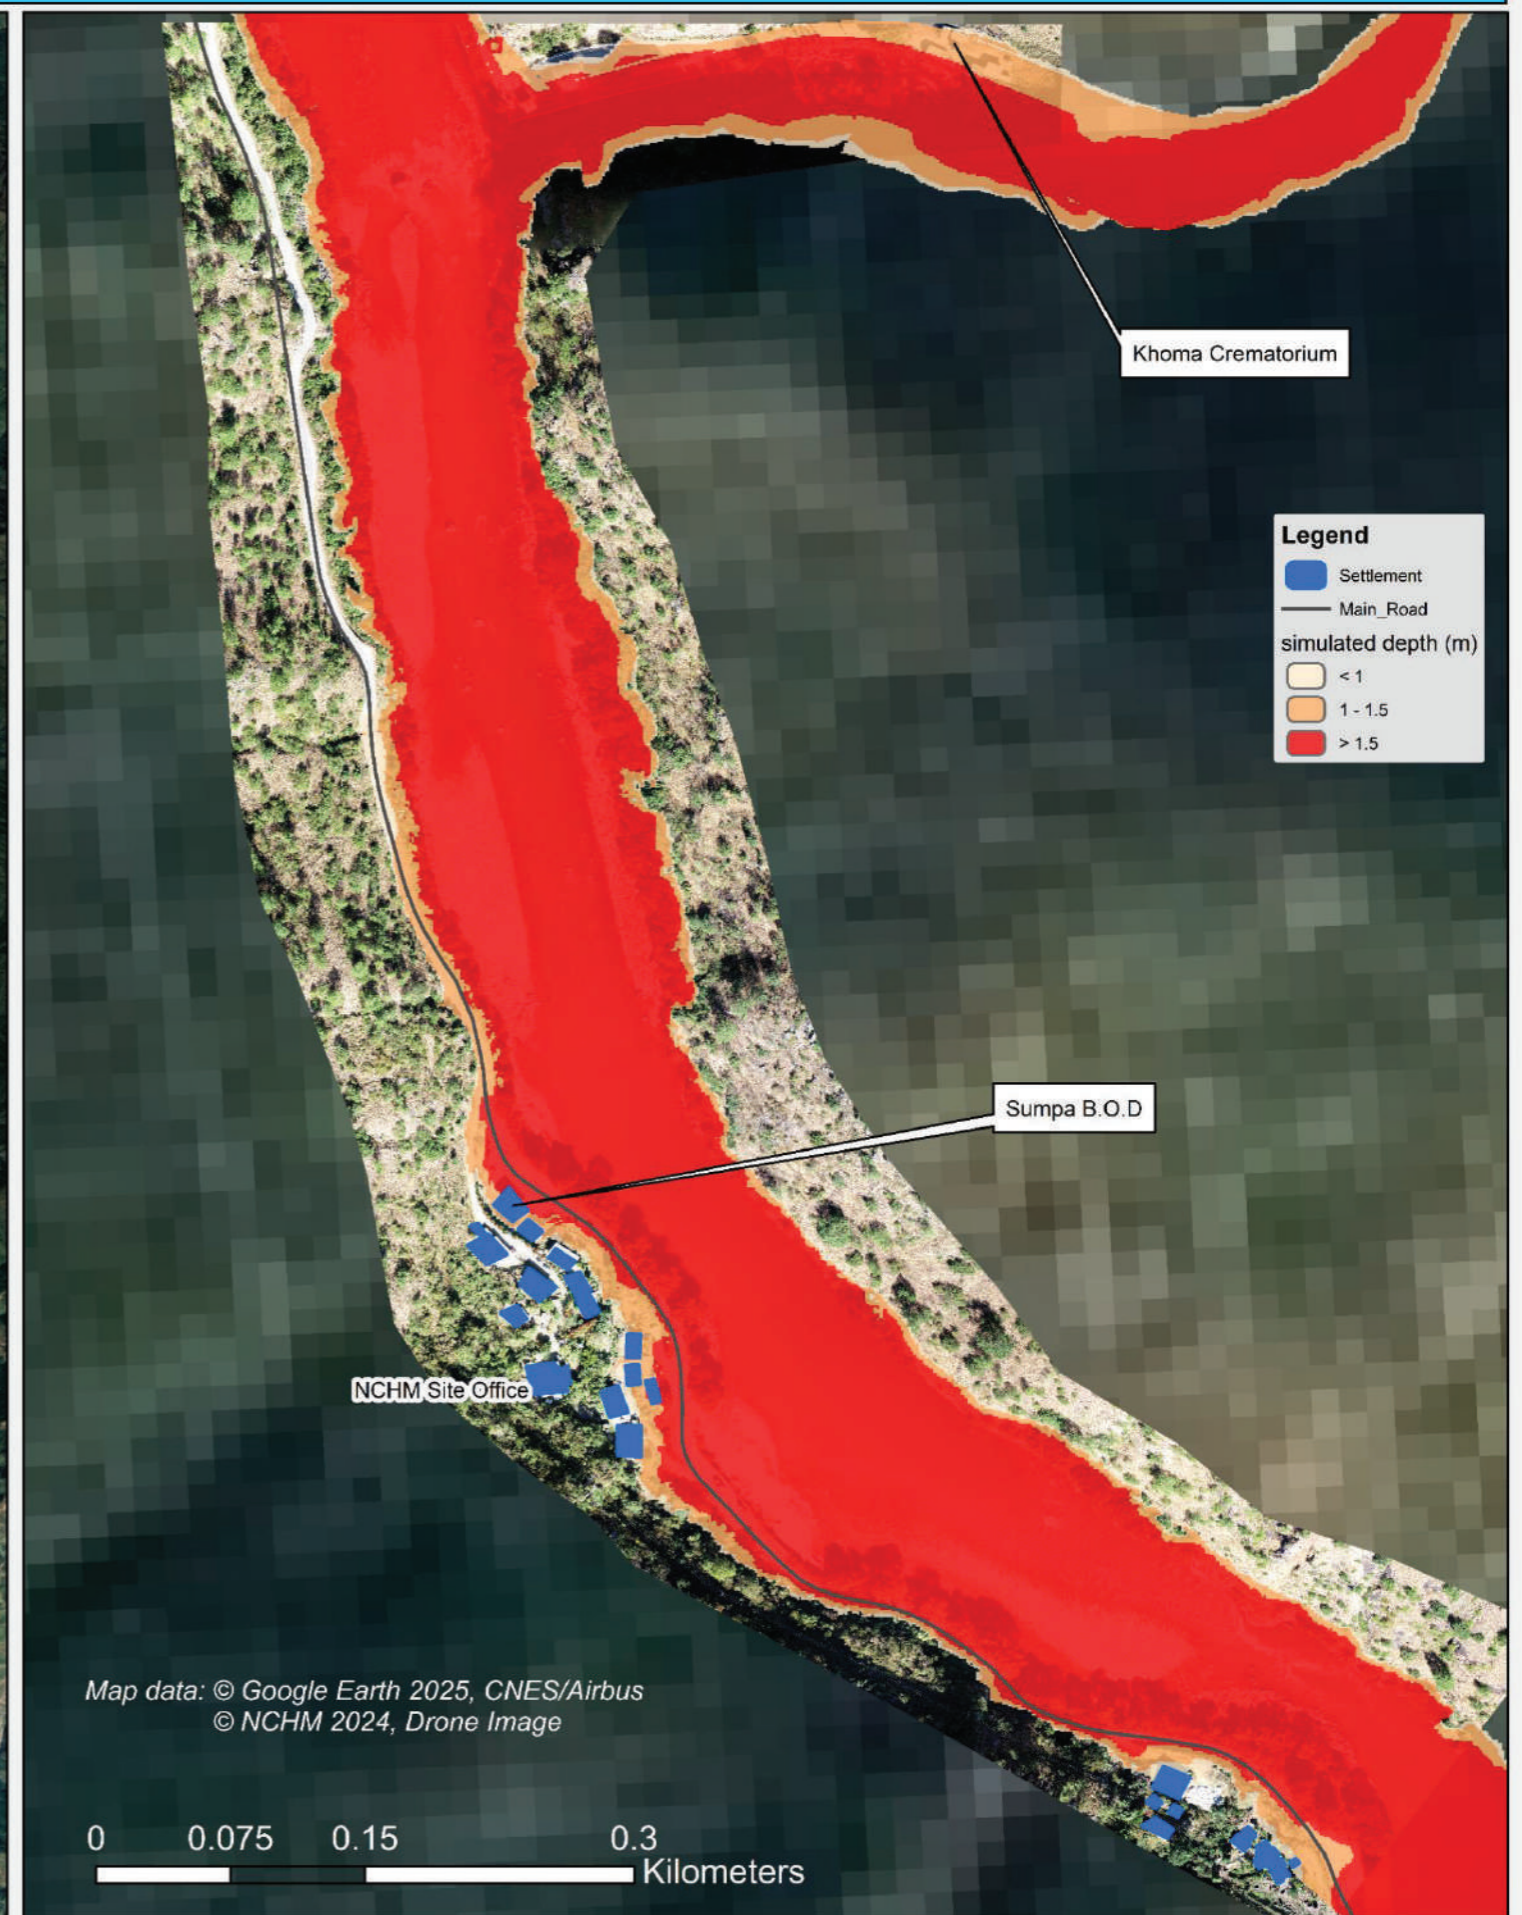 Khoma Crematorium
Legend
Settlement
Main_Road
simulated depth (m)
< 1
1 - 1.5
> 1.5
Sumpa B.O.D
NCHM Site Office
Map data: © Google Earth 2025, CNES/Airbus
© NCHM 2024, Drone Image
0 0.075 0.15 0.3
Kilometers